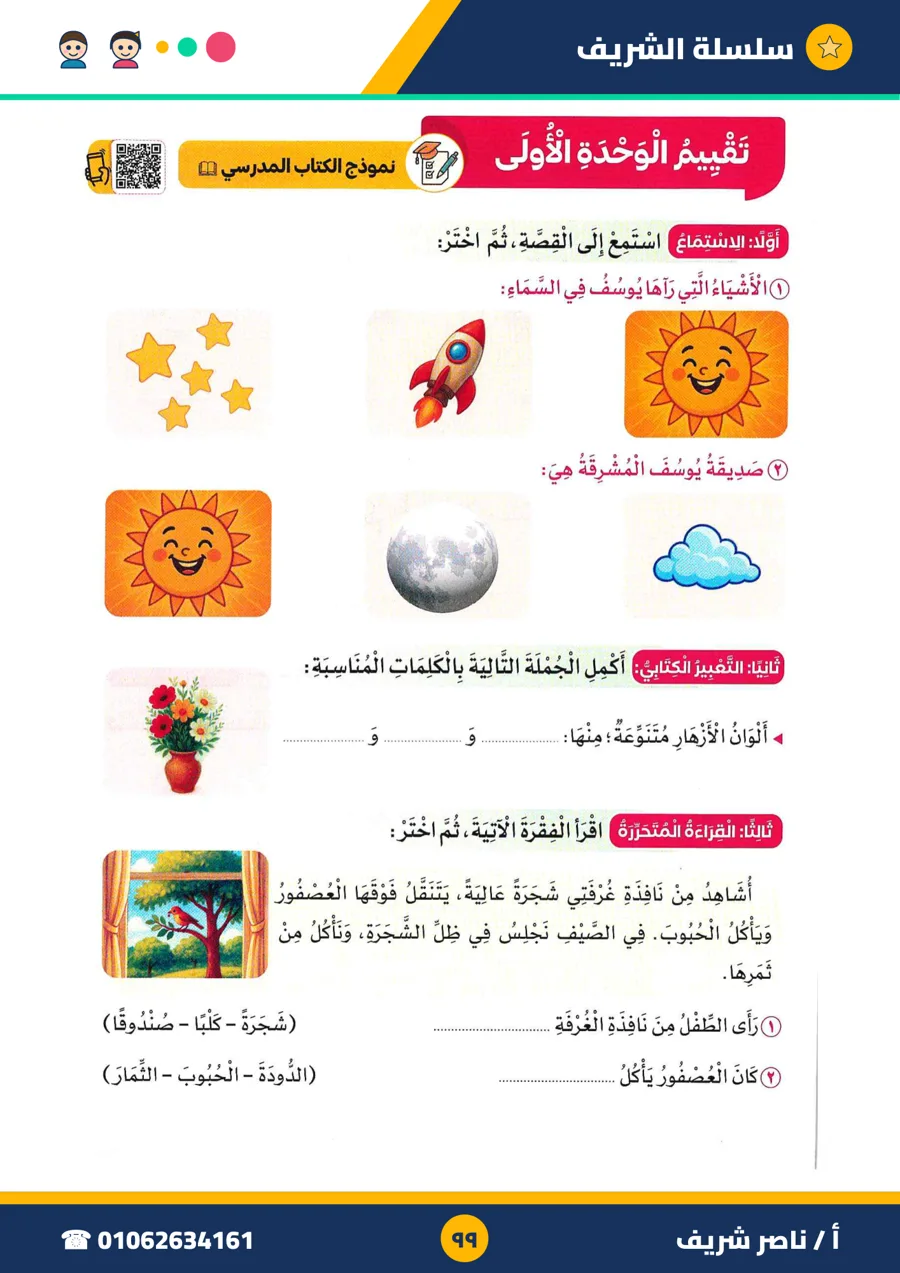 سلسلة الشريف
تَقْيِيمُ الْوَحْدَةِ الْأُولَى
نموذج الكتاب المدرسي
أَوَّلًا: الِاسْتِمَاعُ اسْتَمِعْ إِلَى الْقِصَّةِ، ثُمَّ اخْتَرْ:
١ الْأَشْيَاءُ الَّتِي رَآهَا يُوسُفُ فِي السَّمَاءِ:
٢ صَدِيقَةُ يُوسُفَ الْمُشْرِقَةُ هِيَ:
ثَانِيًا: التَّعْبِيرُ الْكِتَابِيُّ: أَكْمِلِ الْجُمْلَةَ التَّالِيَةَ بِالْكَلِمَاتِ الْمُنَاسِبَةِ:
أَلْوَانُ الْأَزْهَارِ مُتَنَوِّعَةٌ؛ مِنْهَا: ............ وَ ............ وَ ............
ثَالِثًا: الْقِرَاءَةُ الْمُتَحَرِّرَةُ اقْرَأِ الْفِقْرَةَ الْآتِيَةَ، ثُمَّ اخْتَرْ:
أُشَاهِدُ مِنْ نَافِذَةِ غُرْفَتِي شَجَرَةً عَالِيَةً، يَتَنَقَّلُ فَوْقَهَا الْعُصْفُورُ
وَيَأْكُلُ الْحُبُوبَ. فِي الصَّيْفِ نَجْلِسُ فِي ظِلِّ الشَّجَرَةِ، وَنَأْكُلُ مِنْ
ثَمَرِهَا.
١ رَأَى الطِّفْلُ مِنَ نَافِذَةِ الْغُرْفَةِ ............ (شَجَرَةً – كَلْبًا – صُنْدُوقًا)
٢ كَانَ الْعُصْفُورُ يَأْكُلُ ............ (الدُّودَةَ – الْحُبُوبَ – الثِّمَارَ)
أ / ناصر شريف
٩٩
01062634161